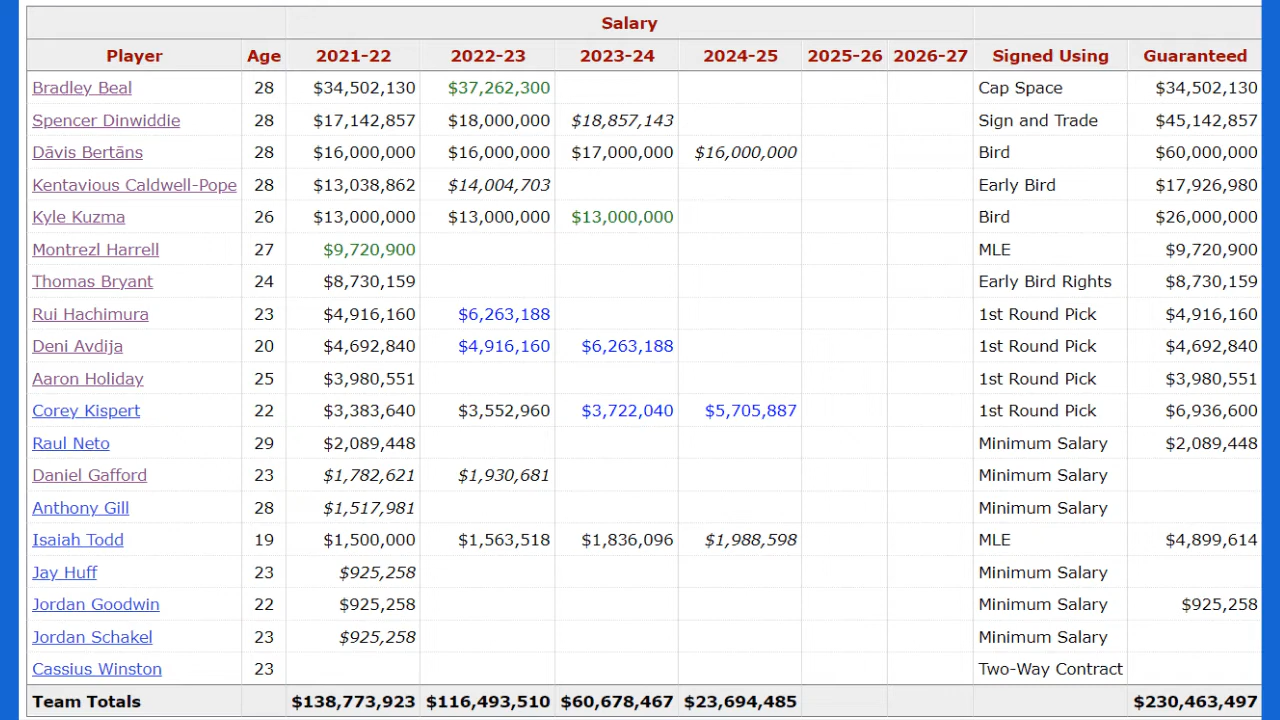 Salary
Player Age 2021-22 2022-23 2023-24 2024-25 2025-26 2026-27 Signed Using Guaranteed
Bradley Beal 28 $34,502,130 $37,262,300 Cap Space $34,502,130
Spencer Dinwiddie 28 $17,142,857 $18,000,000 $18,857,143 Sign and Trade $45,142,857
Dāvis Bertāns 28 $16,000,000 $16,000,000 $17,000,000 $16,000,000 Bird $60,000,000
Kentavious Caldwell-Pope 28 $13,038,862 $14,004,703 Early Bird $17,926,980
Kyle Kuzma 26 $13,000,000 $13,000,000 $13,000,000 Bird $26,000,000
Montrezl Harrell 27 $9,720,900 MLE $9,720,900
Thomas Bryant 24 $8,730,159 Early Bird Rights $8,730,159
Rui Hachimura 23 $4,916,160 $6,263,188 1st Round Pick $4,916,160
Deni Avdija 20 $4,692,840 $4,916,160 $6,263,188 1st Round Pick $4,692,840
Aaron Holiday 25 $3,980,551 1st Round Pick $3,980,551
Corey Kispert 22 $3,383,640 $3,552,960 $3,722,040 $5,705,887 1st Round Pick $6,936,600
Raul Neto 29 $2,089,448 Minimum Salary $2,089,448
Daniel Gafford 23 $1,782,621 $1,930,681 Minimum Salary
Anthony Gill 28 $1,517,981 Minimum Salary
Isaiah Todd 19 $1,500,000 $1,563,518 $1,836,096 $1,988,598 MLE $4,899,614
Jay Huff 23 $925,258 Minimum Salary
Jordan Goodwin 22 $925,258 Minimum Salary $925,258
Jordan Schakel 23 $925,258 Minimum Salary
Cassius Winston 23 Two-Way Contract
Team Totals $138,773,923 $116,493,510 $60,678,467 $23,694,485 $230,463,497